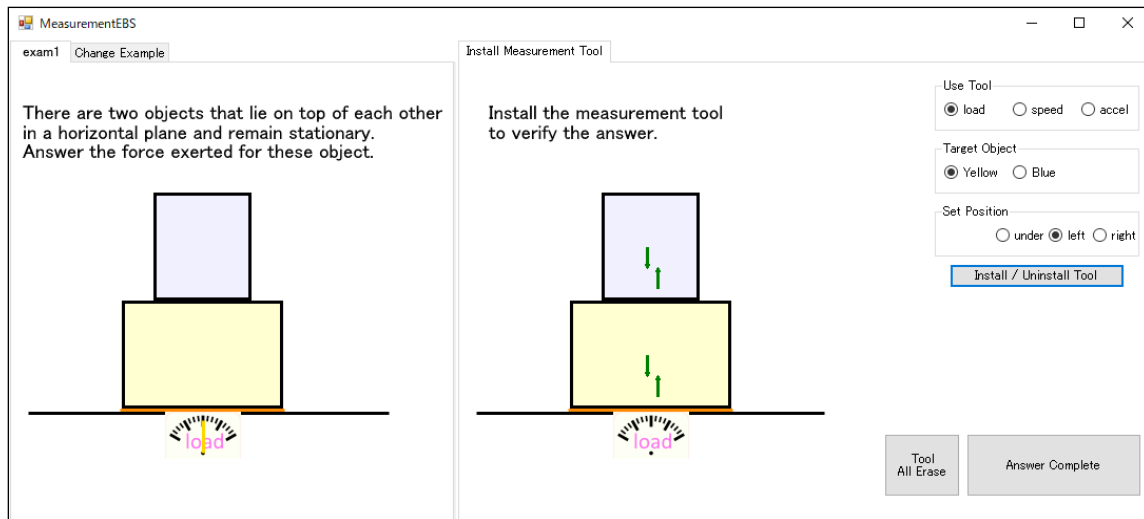 MeasurementEBS
exam1
Change Example
There are two objects that lie on top of each other
in a horizontal plane and remain stationary.
Answer the force exerted for these object.
load
Install Measurement Tool
Install the measurement tool
to verify the answer.
load
Use Tool
load
speed
accel
Target Object
Yellow
Blue
Set Position
under
left
right
Install / Uninstall Tool
Tool
All Erase
Answer Complete